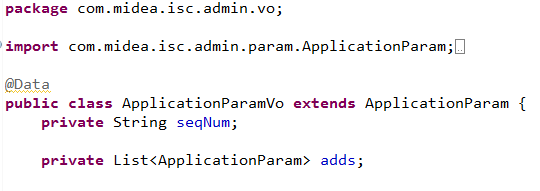 package com.midea.isc.admin.vo;
import com.midea.isc.admin.param.ApplicationParam;
@Data
public class ApplicationParamVo extends ApplicationParam {
private String seqNum;
private List<ApplicationParam> adds;